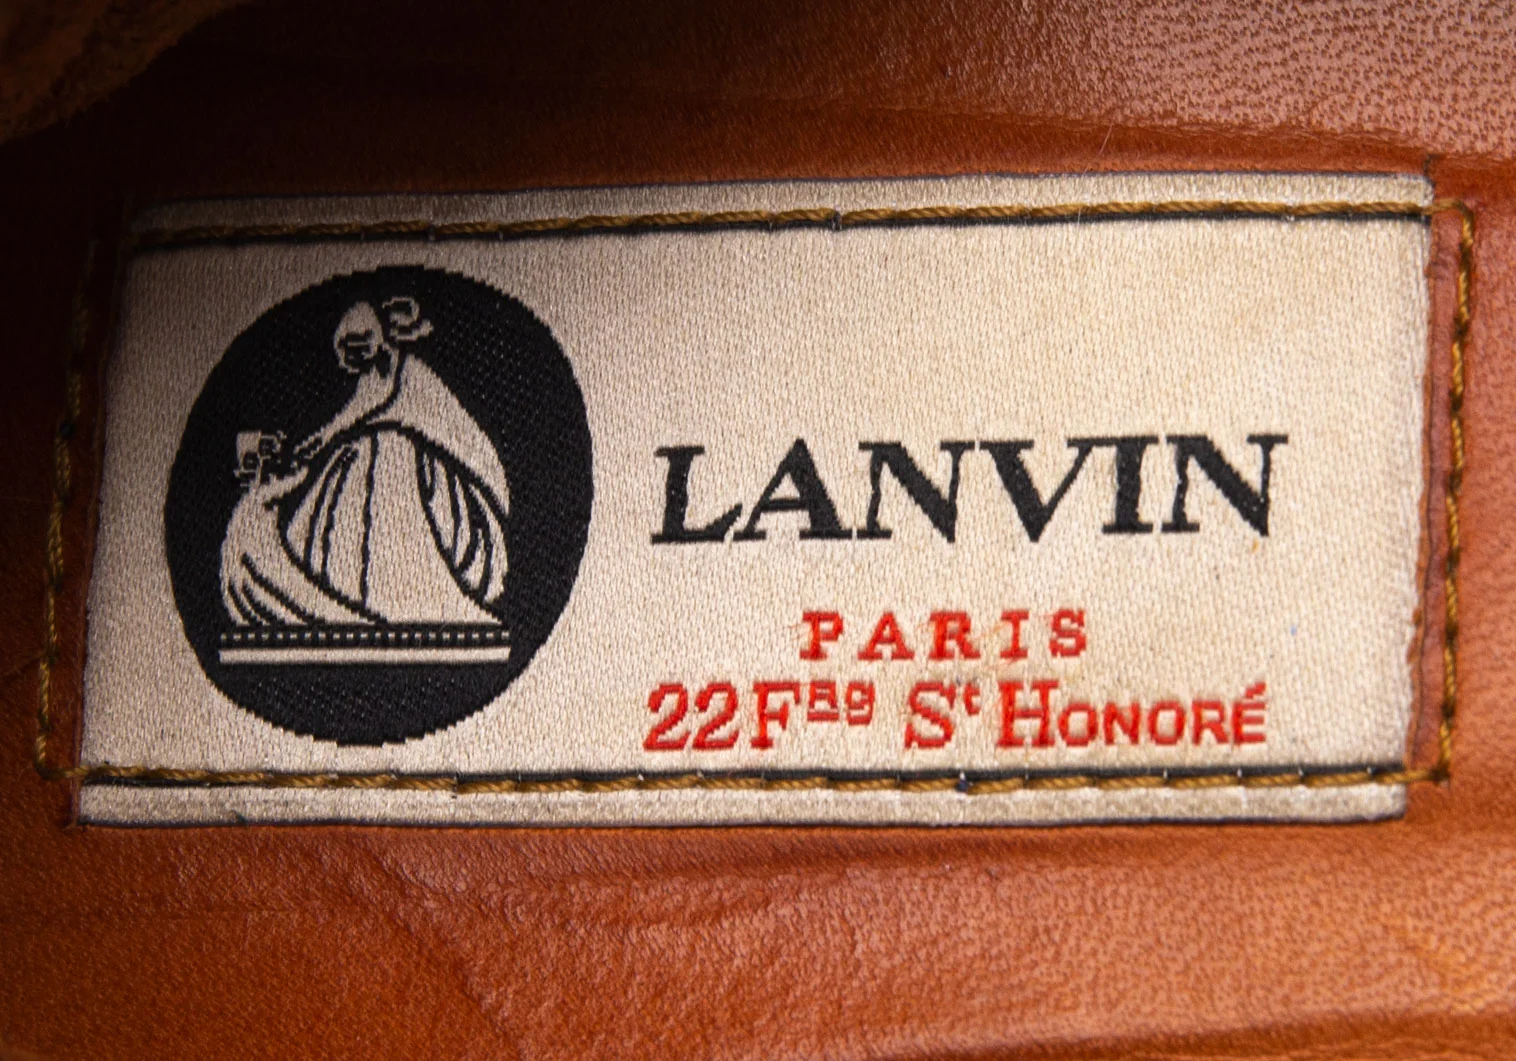 LANVIN
PARIS
22 Fbg St HONORÉ